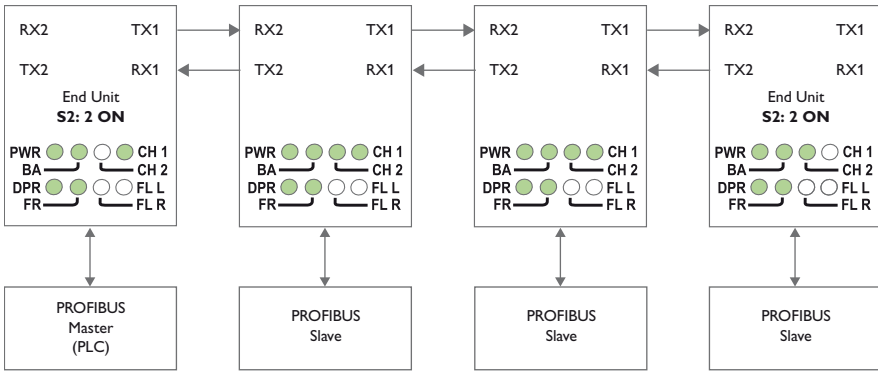 RX2 TX1 RX2 TX1 RX2 TX1 RX2 TX1
TX2 RX1 TX2 RX1 TX2 RX1 TX2 RX1
End Unit End Unit
S2: 2 ON S2: 2 ON
PWR CH 1 PWR CH 1 PWR CH 1 PWR CH 1
BA CH 2 BA CH 2 BA CH 2 BA CH 2
DPR FL L DPR FL L DPR FL L DPR FL L
FR FL R FR FL R FR FL R FR FL R
PROFIBUS
Master
(PLC)
PROFIBUS
Slave
PROFIBUS
Slave
PROFIBUS
Slave